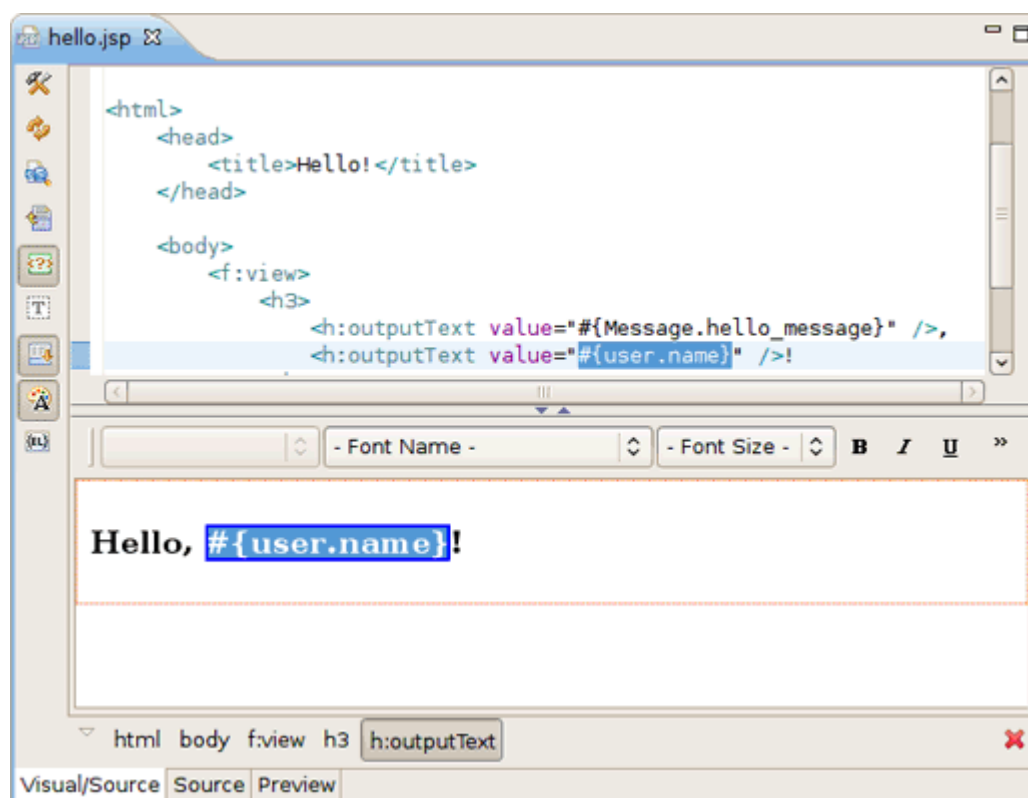 hello.jsp
<html>
<head>
<title>Hello!</title>
</head>
<body>
<f:view>
<h3>
<h:outputText value="#{Message.hello_message}" />,
<h:outputText value="#{user.name}" />!
- Font Name - - Font Size - B I U »
Hello, #{user.name}!
html body f:view h3 h:outputText
Visual/Source Source Preview